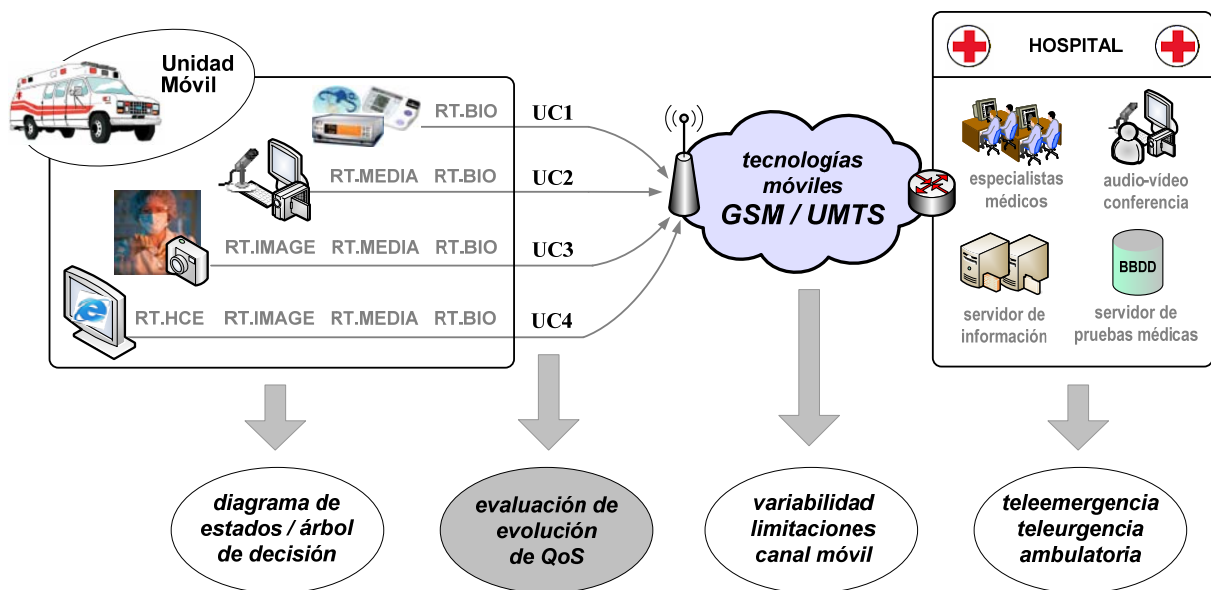 Unidad
Móvil
RT.BIO UC1
RT.MEDIA RT.BIO UC2
RT.IMAGE RT.MEDIA RT.BIO UC3
RT.HCE RT.IMAGE RT.MEDIA RT.BIO UC4
tecnologías
móviles
GSM / UMTS
HOSPITAL
especialistas
médicos
audio-vídeo
conferencia
BBDD
servidor de
información
servidor de
pruebas médicas
diagrama de
estados / árbol
de decisión
evaluación de
evolución
de QoS
variabilidad
limitaciones
canal móvil
teleemergencia
teleurgencia
ambulatoria